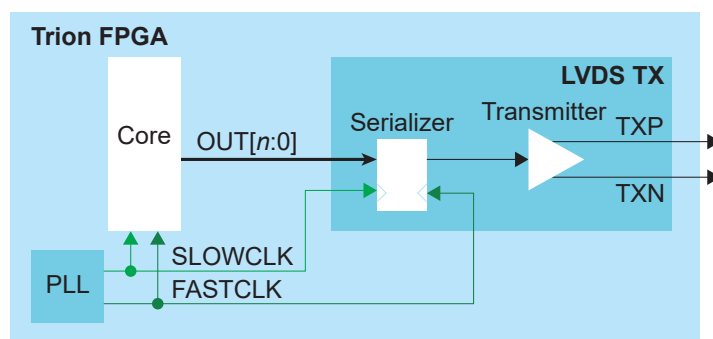 Trion FPGA
LVDS TX
Core
OUT[n:0]
Serializer
Transmitter
TXP
TXN
SLOWCLK
PLL
FASTCLK